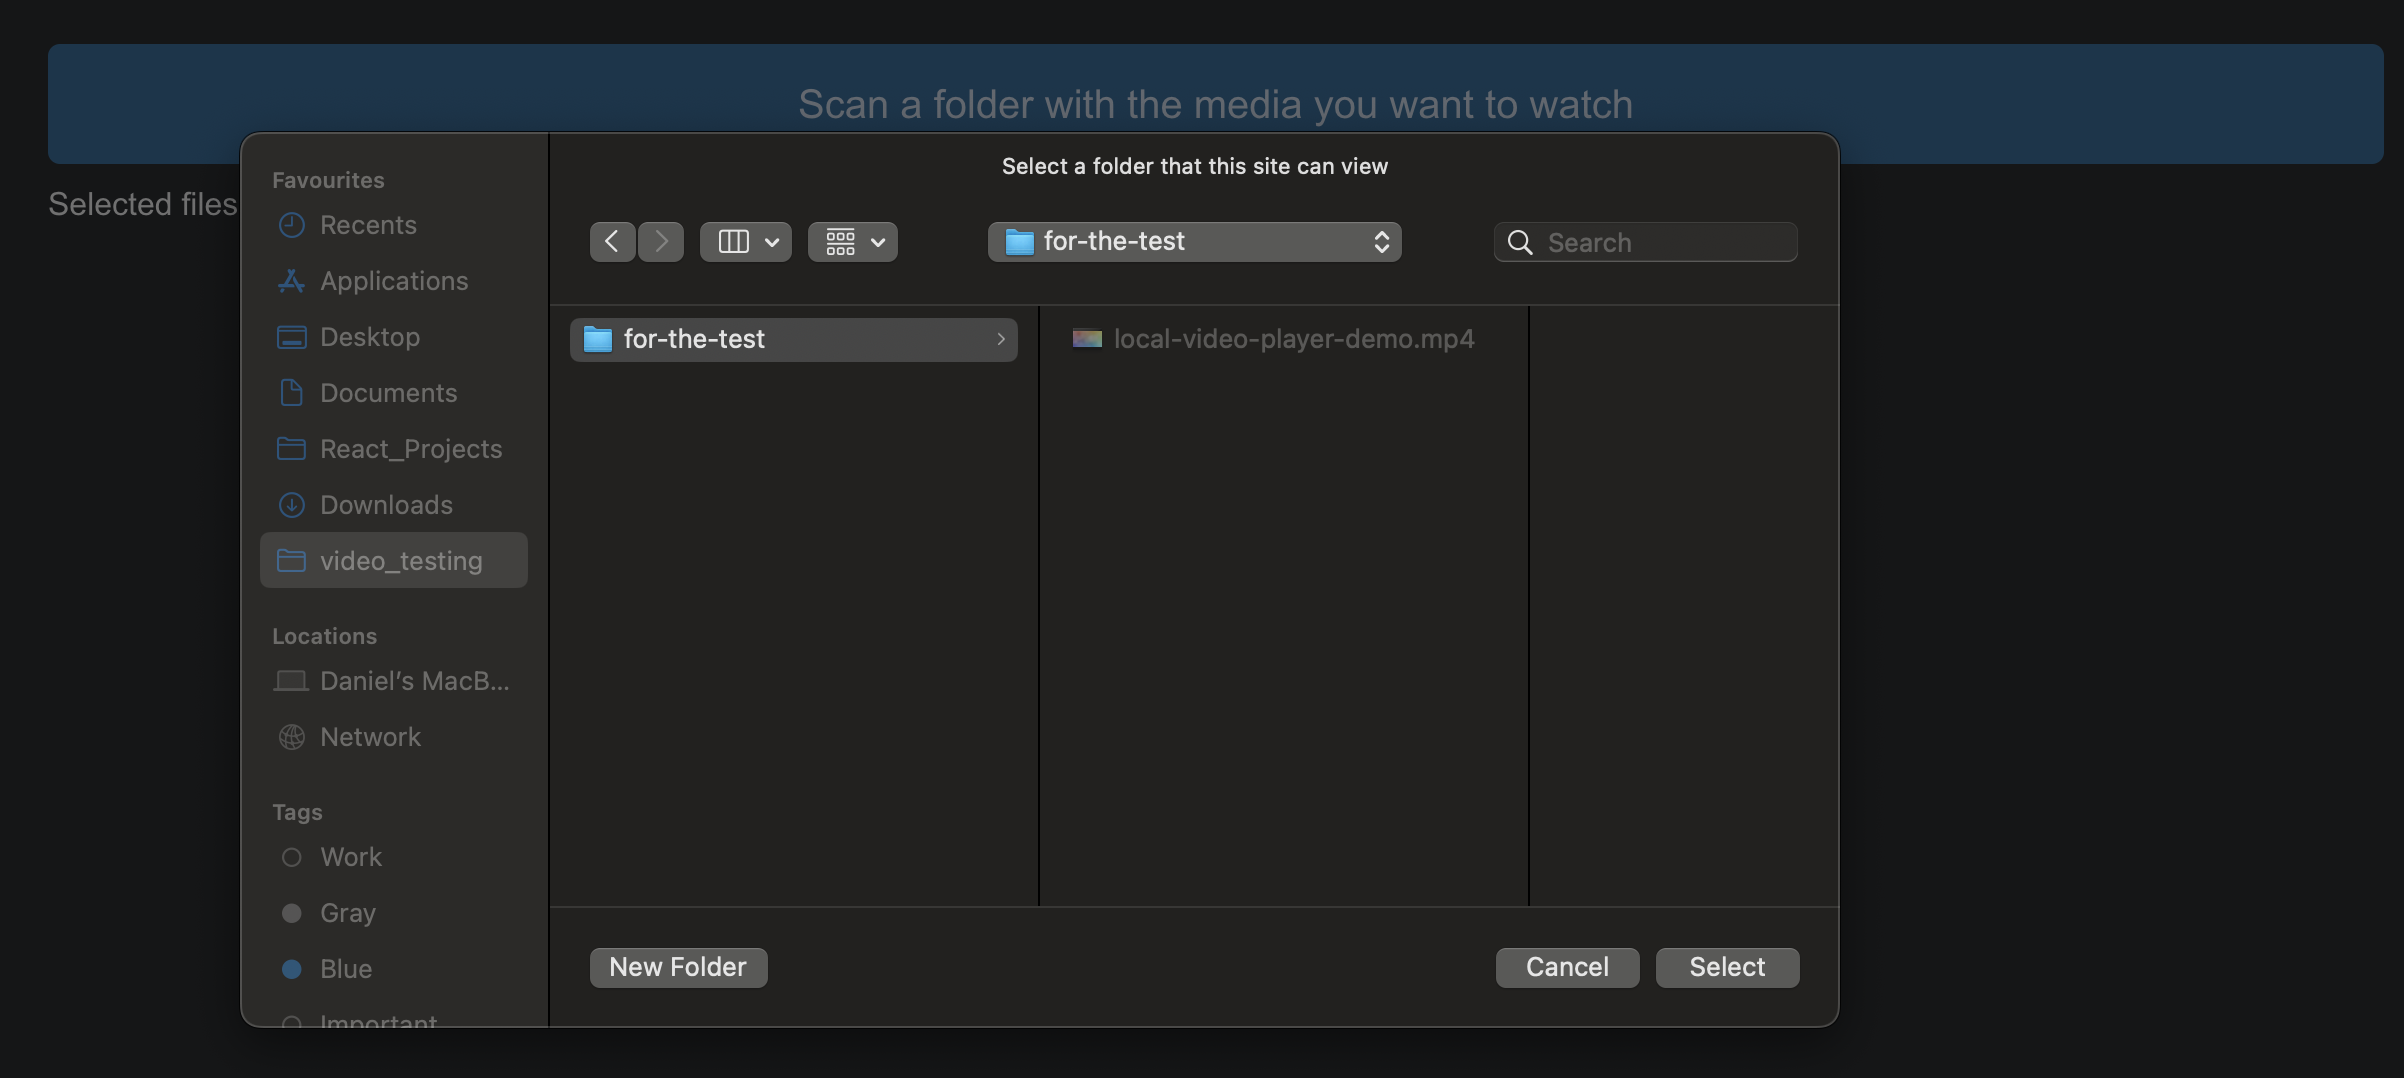 Scan a folder with the media you want to watch
Selected files
Select a folder that this site can view
for-the-test
Search
Favourites
Recents
Applications
Desktop
Documents
React_Projects
Downloads
video_testing
Locations
Daniel’s MacB...
Network
Tags
Work
Gray
Blue
Important
for-the-test
local-video-player-demo.mp4
New Folder
Cancel
Select